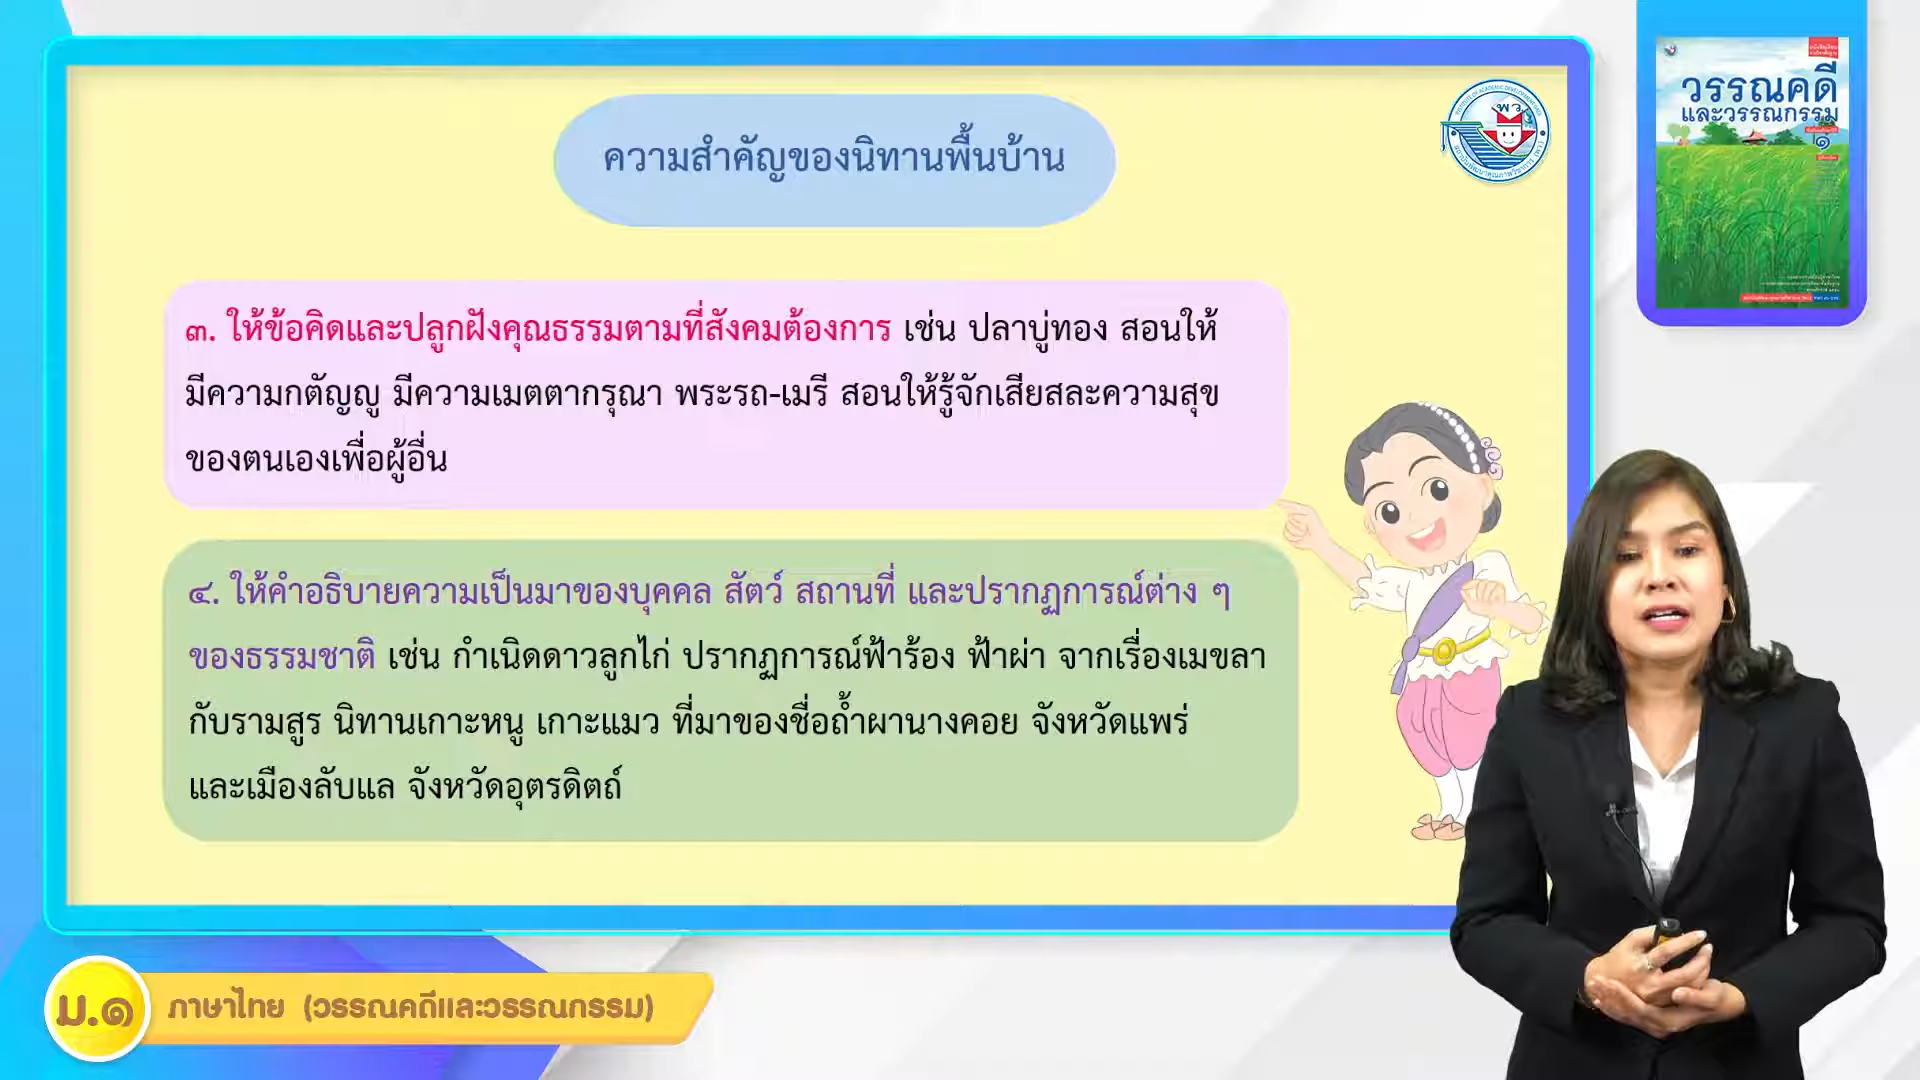 ความสำคัญของนิทานพื้นบ้าน
๓. ให้ข้อคิดและปลูกฝังคุณธรรมตามที่สังคมต้องการ เช่น ปลาบู่ทอง สอนให้
มีความกตัญญู มีความเมตตากรุณา พระรถ-เมรี สอนให้รู้จักเสียสละความสุข
ของตนเองเพื่อผู้อื่น
๔. ให้คำอธิบายความเป็นมาของบุคคล สัตว์ สถานที่ และปรากฏการณ์ต่าง ๆ
ของธรรมชาติ เช่น กำเนิดดาวลูกไก่ ปรากฏการณ์ฟ้าร้อง ฟ้าผ่า จากเรื่องเมขลา
กับรามสูร นิทานเกาะหนู เกาะแมว ที่มาของชื่อถ้ำผานางคอย จังหวัดแพร่
และเมืองลับแล จังหวัดอุตรดิตถ์
พว
วรรณคดี
และวรรณกรรม
๑
ม.๑ ภาษาไทย (วรรณคดีและวรรณกรรม)